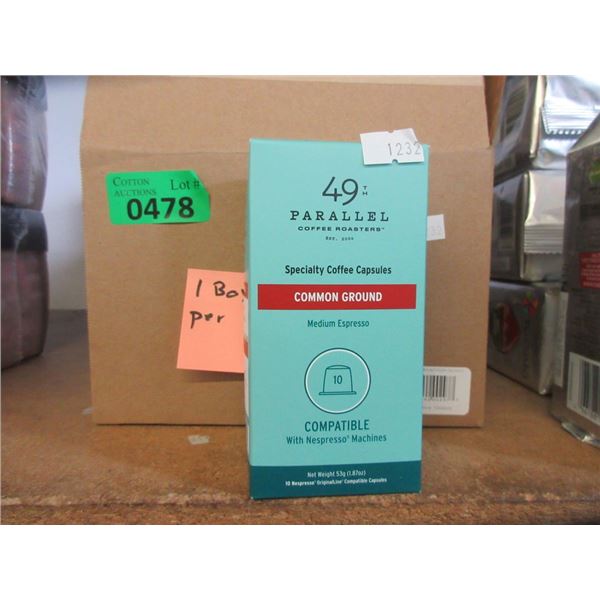 COTTON
AUCTIONS
Lot #
0478
1 Box
per
1232
49TH
PARALLEL
COFFEE ROASTERS™
EST. 2004
Specialty Coffee Capsules
COMMON GROUND
Medium Espresso
10
COMPATIBLE
With Nespresso® Machines
Net Weight 53g (1.87oz)
10 Nespresso® OriginalLine® Compatible Capsules